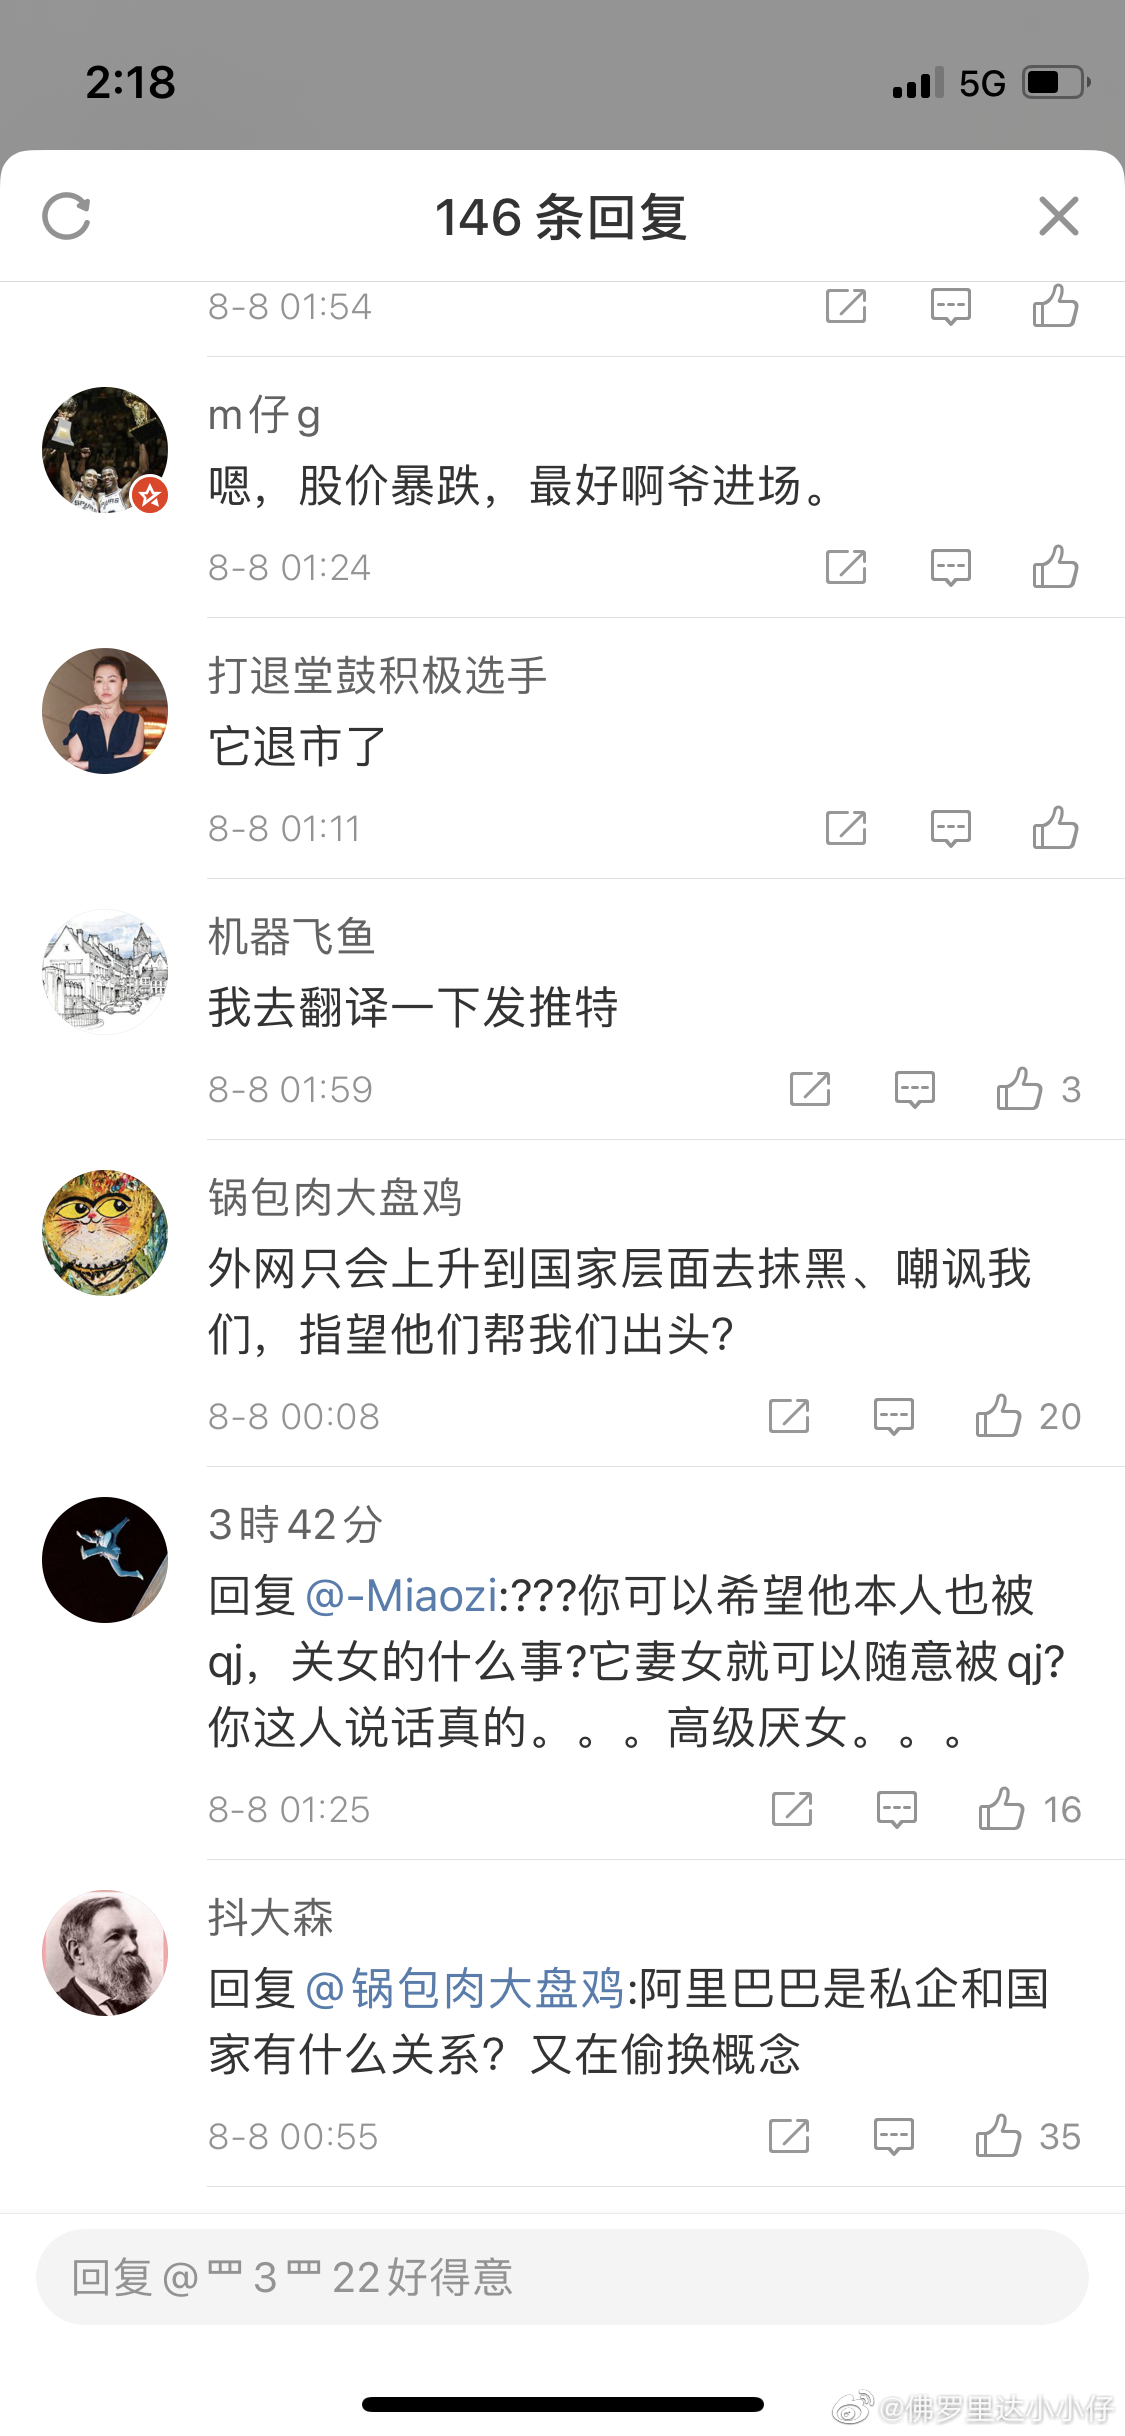 2:18
5G
146 条回复
8-8 01:54
m仔g
嗯，股价暴跌，最好啊爷进场。
8-8 01:24
打退堂鼓积极选手
它退市了
8-8 01:11
机器飞鱼
我去翻译一下发推特
8-8 01:59
3
锅包肉大盘鸡
外网只会上升到国家层面去抹黑、嘲讽我
们，指望他们帮我们出头?
8-8 00:08
20
3時42分
回复@-Miaozi:???你可以希望他本人也被
qj，关女的什么事?它妻女就可以随意被qj?
你这人说话真的。。。高级厌女。。。
8-8 01:25
16
抖大森
回复@锅包肉大盘鸡:阿里巴巴是私企和国
家有什么关系？又在偷换概念
8-8 00:55
35
回复@罒3罒22好得意
@佛罗里达小小仔